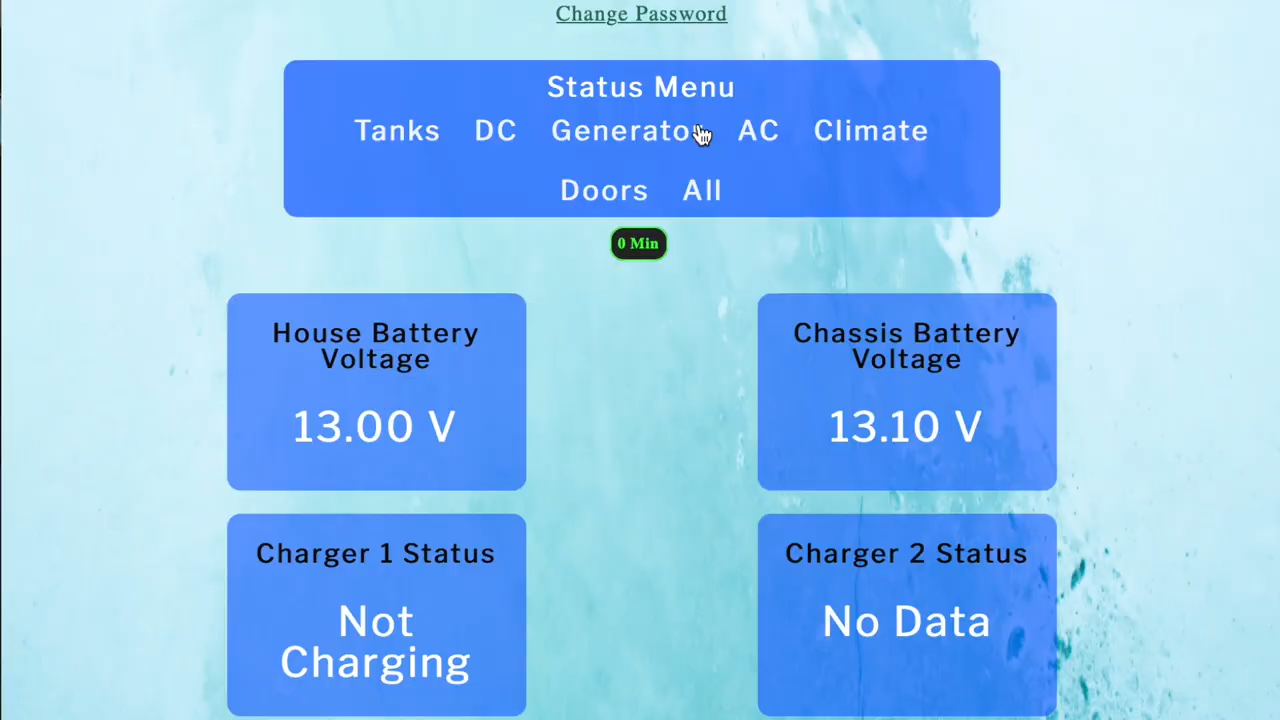 Change Password
Status Menu
Tanks DC Generato AC Climate
Doors All
0 Min
House Battery
Voltage
13.00 V
Chassis Battery
Voltage
13.10 V
Charger 1 Status
Not
Charging
Charger 2 Status
No Data